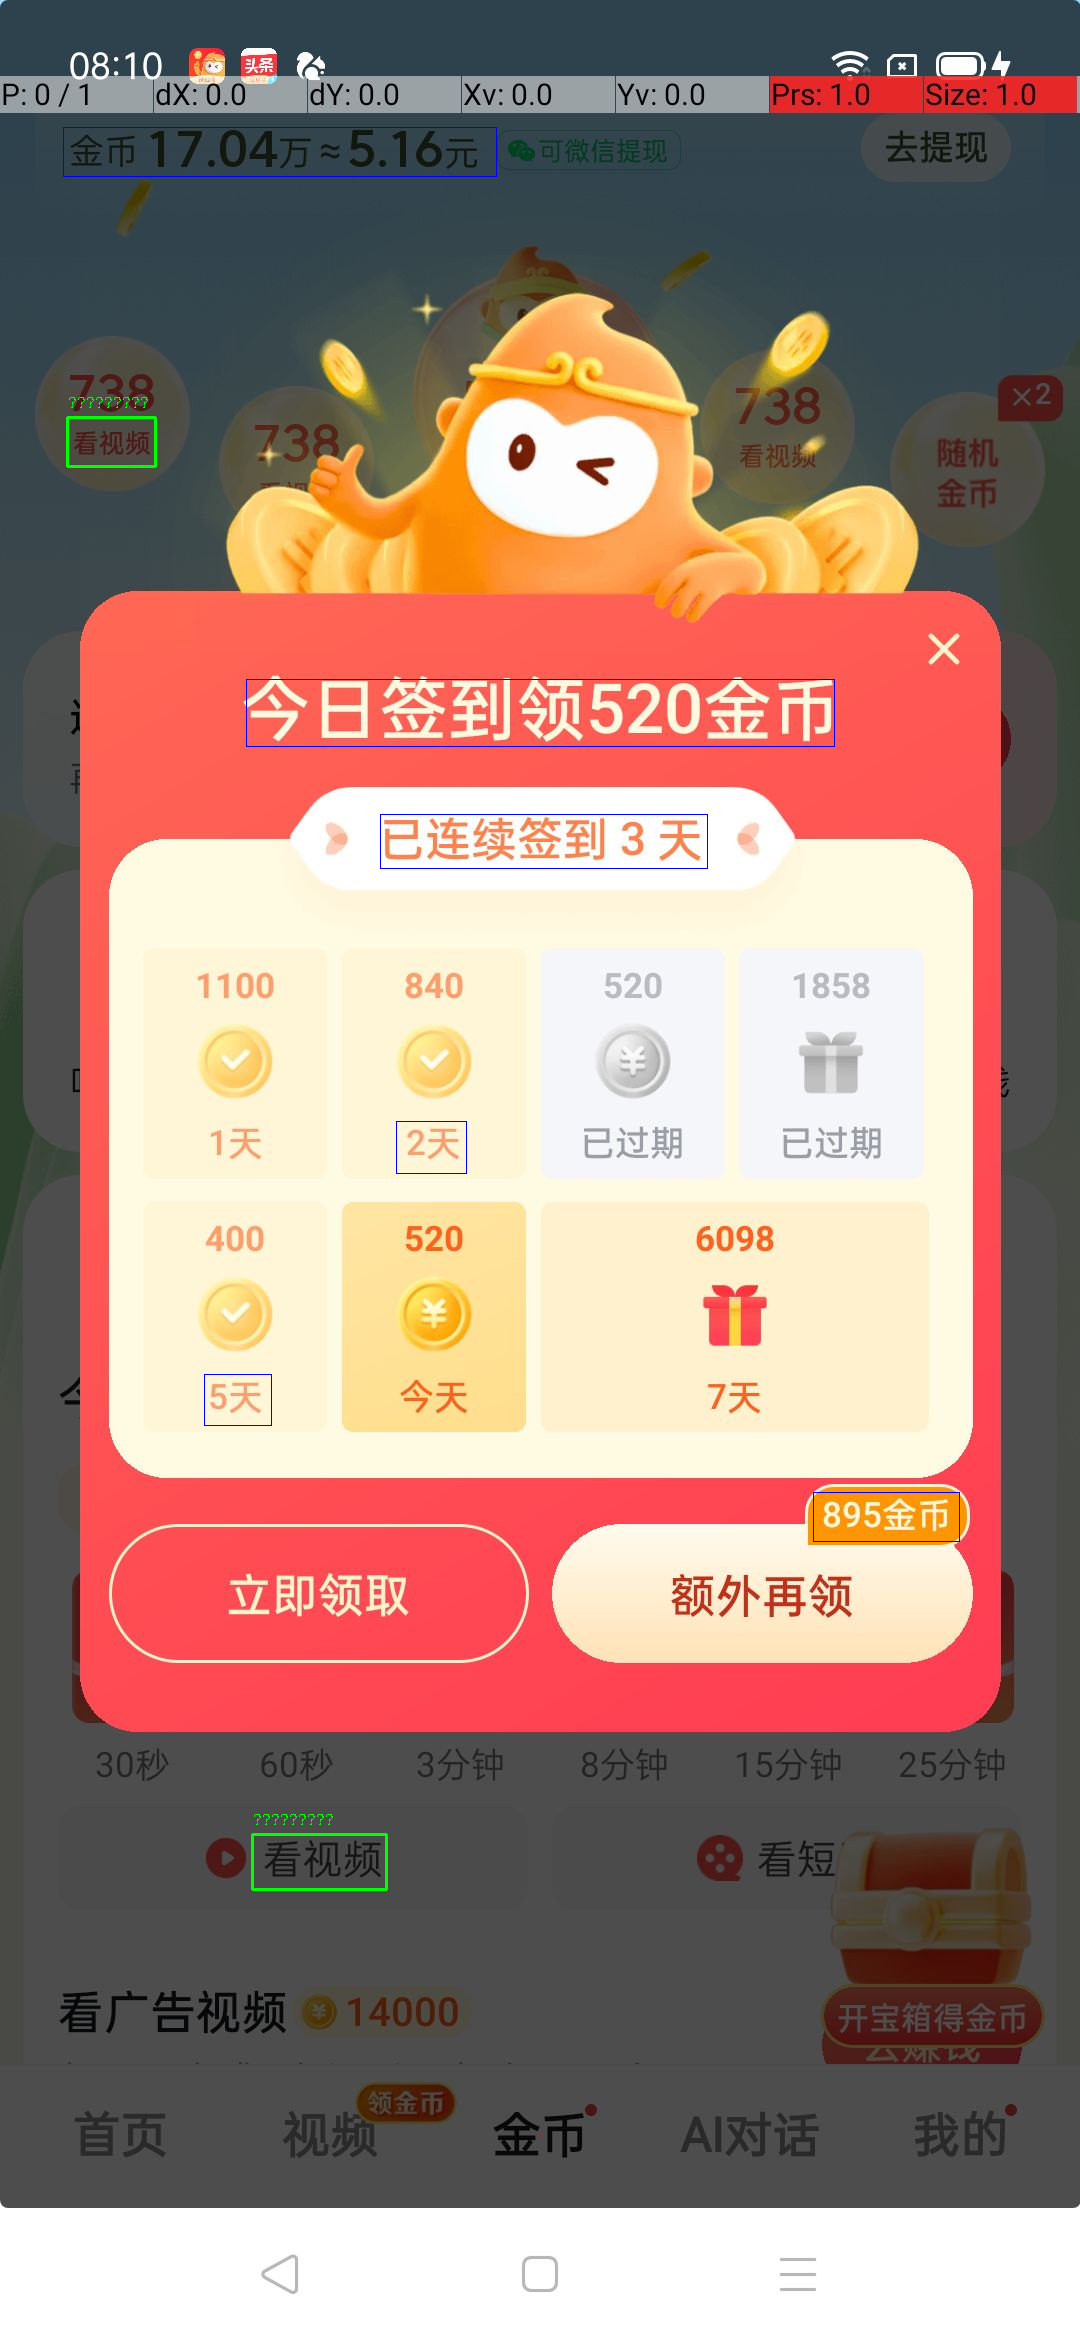 08:10
P: 0 / 1 dX: 0.0 dY: 0.0 Xv: 0.0 Yv: 0.0 Prs: 1.0 Size: 1.0
金币 17.04万≈5.16元 可微信提现 去提现
738
?????????
看视频
738
738
看视频
×2
随机
金币
今日签到领520金币
已连续签到 3 天
1100 840 520 1858
1天 2天 已过期 已过期
400 520 6098
5天 今天 7天
895金币
立即领取 额外再领
30秒 60秒 3分钟 8分钟 15分钟 25分钟
?????????
看视频 看短
看广告视频 14000
开宝箱得金币
去赚钱
领金币
首页 视频 金币 AI对话 我的